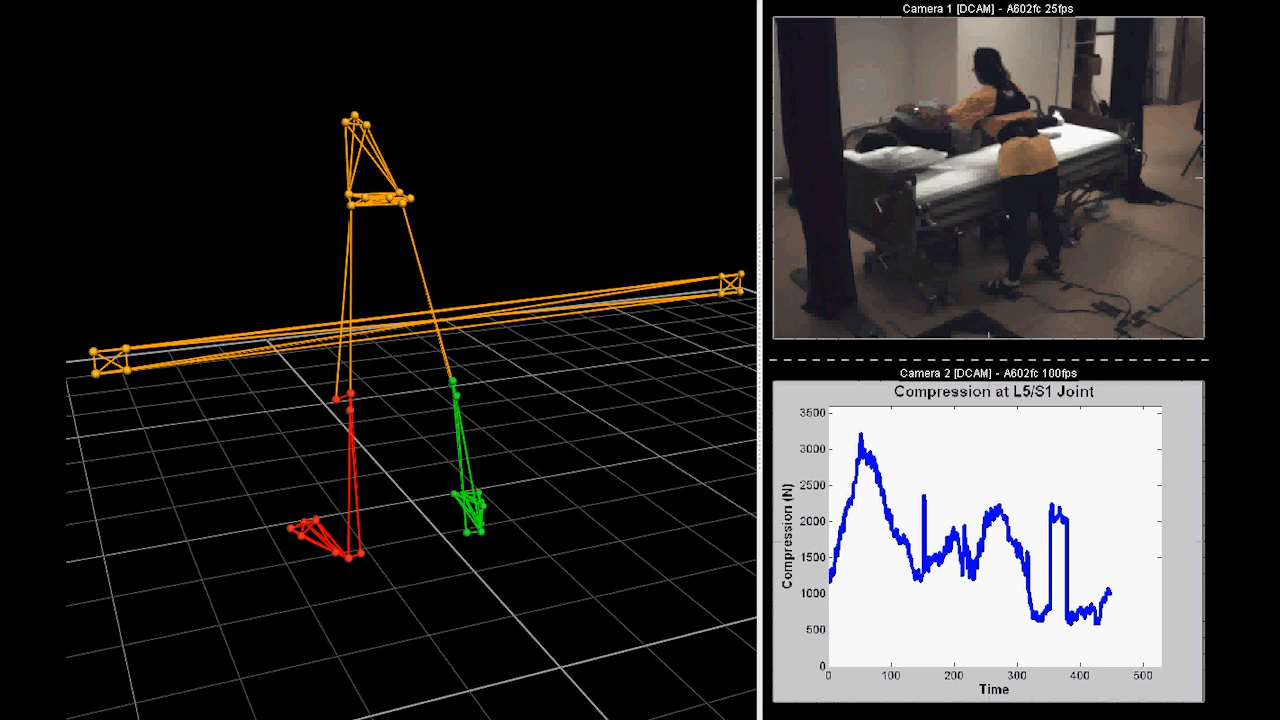 Camera 1 [DCAM] - A602fc 25fps
Camera 2 [DCAM] - A602fc 100fps
Compression at L5/S1 Joint
Compression (N)
3500
3000
2500
2000
1500
1000
500
0
0 100 200 300 400 500
Time